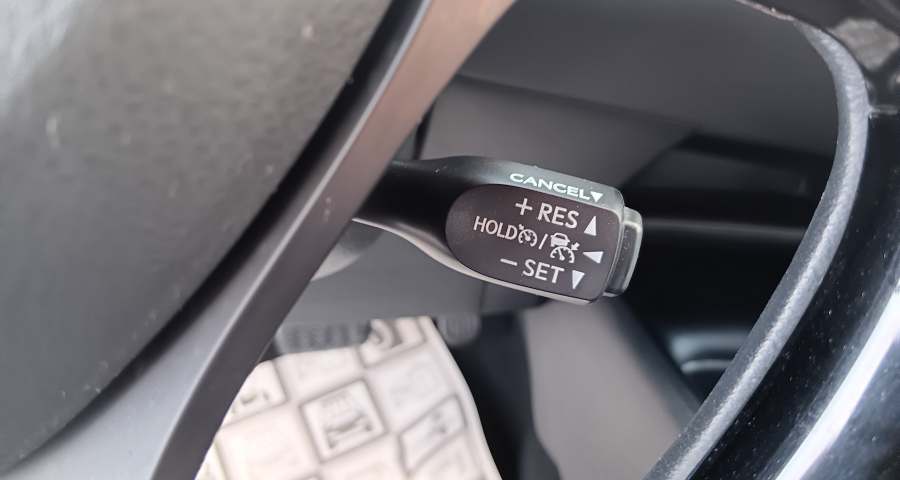 CANCEL▼
+ RES ▲
HOLD / ◀
− SET ▼